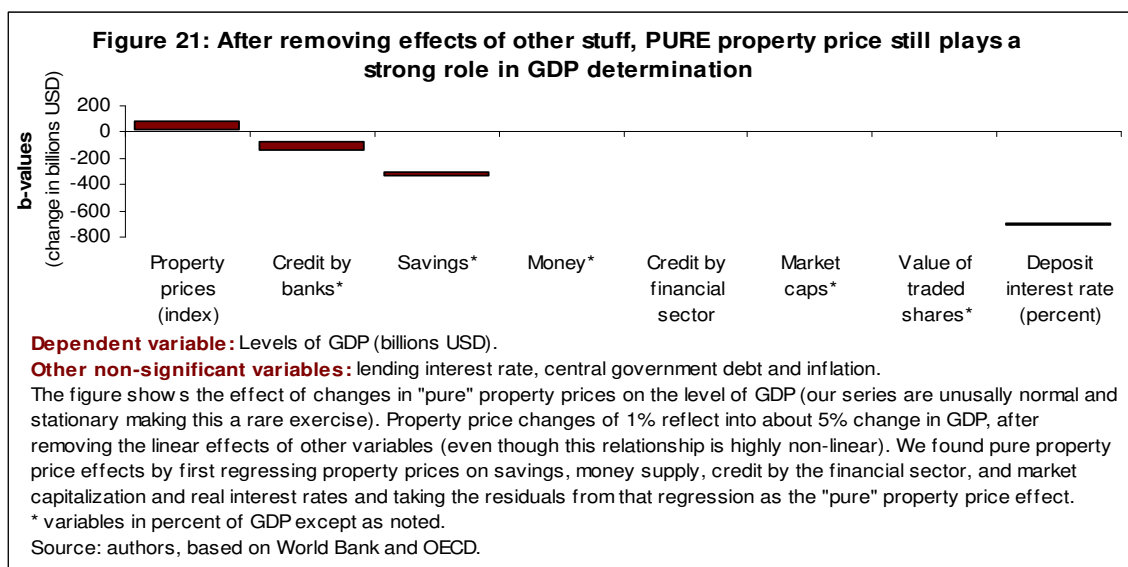 Figure 21: After removing effects of other stuff, PURE property price still plays a
strong role in GDP determination
b-values
(change in billions USD)
200
0
-200
-400
-600
-800
Property
prices
(index)
Credit by
banks*
Savings*
Money*
Credit by
financial
sector
Market
caps*
Value of
traded
shares*
Deposit
interest rate
(percent)
Dependent variable: Levels of GDP (billions USD).
Other non-significant variables: lending interest rate, central government debt and inflation.
The figure shows the effect of changes in "pure" property prices on the level of GDP (our series are unusally normal and
stationary making this a rare exercise). Property price changes of 1% reflect into about 5% change in GDP, after
removing the linear effects of other variables (even though this relationship is highly non-linear). We found pure property
price effects by first regressing property prices on savings, money supply, credit by the financial sector, and market
capitalization and real interest rates and taking the residuals from that regression as the "pure" property price effect.
* variables in percent of GDP except as noted.
Source: authors, based on World Bank and OECD.